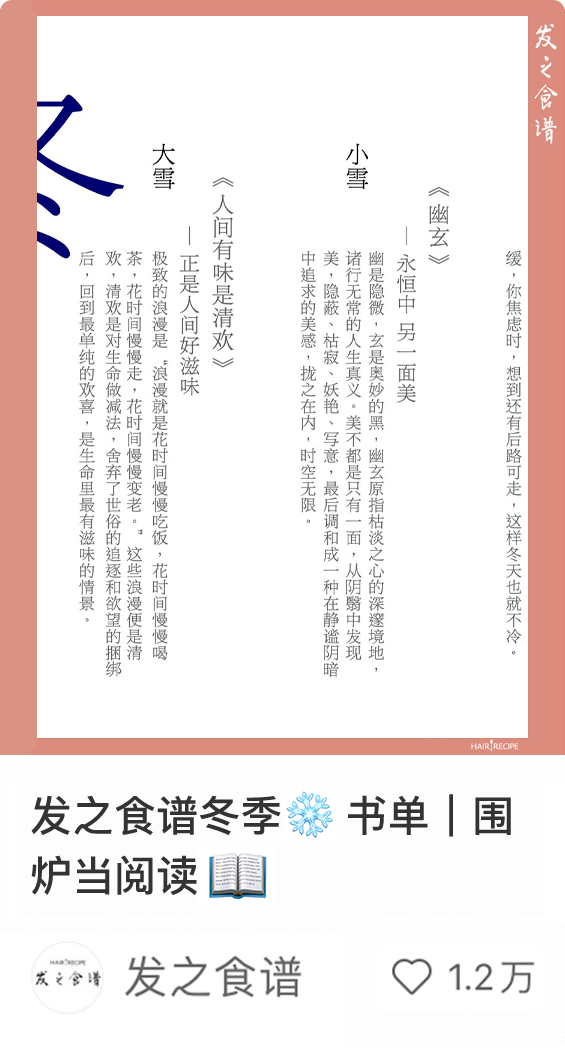 发之食谱
缓，你焦虑时，想到还有后路可走，这样冬天也就不冷。
小雪
《幽玄》
— 永恒中 另一面美
幽是隐微，玄是奥妙的黑，幽玄原指枯淡之心的深邃境地，
诸行无常的人生真义。美不都是只有一面，从阴翳中发现
美，隐蔽、枯寂、妖艳、写意，最后调和成一种在静谧阴暗
中追求的美感，拢之在内，时空无限。
大雪
《人间有味是清欢》
— 正是人间好滋味
极致的浪漫是“浪漫就是花时间慢慢吃饭，花时间慢慢喝
茶，花时间慢慢走，花时间慢慢变老。”这些浪漫便是清
欢，清欢是对生命做减法，舍弃了世俗的追逐和欲望的捆绑
后，回到最单纯的欢喜，是生命里最有滋味的情景。
冬
HAIR RECIPE
发之食谱冬季❄️ 书单｜围
炉当阅读📖
HAIR RECIPE
发之食谱
发之食谱
1.2万